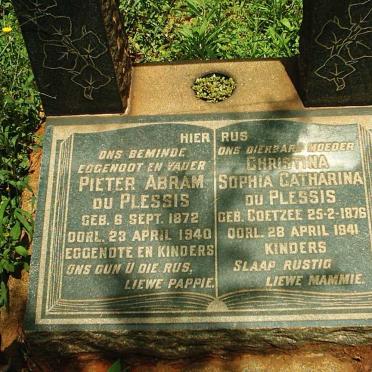 HIER RUS
ONS BEMINDE
EGGENOOT EN VADER
PIETER ABRAM
DU PLESSIS
GEB. 6 SEPT. 1872
OORL. 23 APRIL 1940
EGGENOTE EN KINDERS
ONS GUN U DIE RUS,
LIEWE PAPPIE.
ONS DIERBARE MOEDER
CHRISTINA
SOPHIA CATHARINA
DU PLESSIS
GEB. COETZEE 25-2-1876
OORL. 28 APRIL 1941
KINDERS
SLAAP RUSTIG
LIEWE MAMMIE.